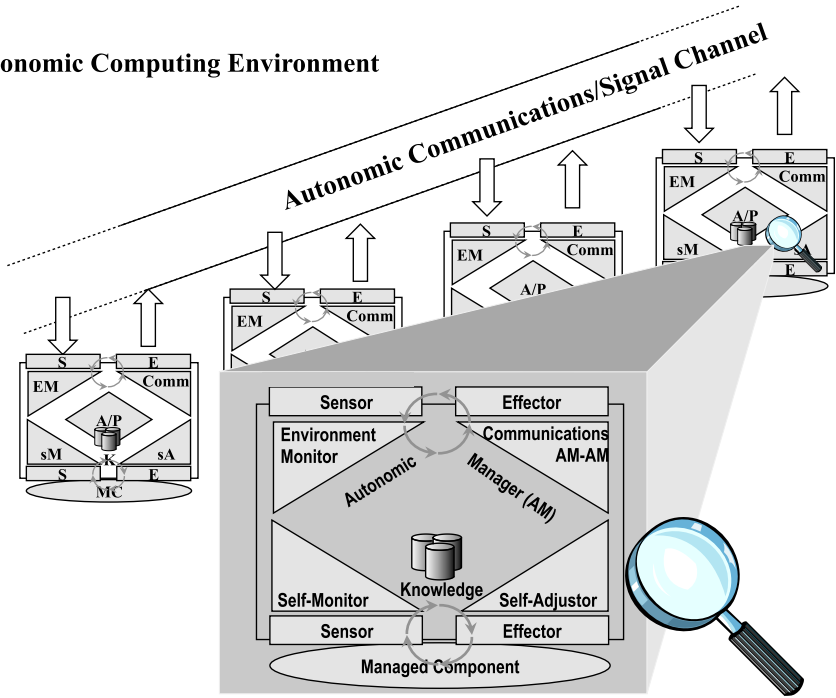 onomic Computing Environment
Autonomic Communications/Signal Channel
S E
EM Comm
A/P
sM sA
E
S E
EM Comm
A/P
S E
EM Comm
S E
EM Comm
A/P
sM K sA
S E
MC
Sensor Effector
Environment Monitor
Communications AM-AM
Autonomic Manager (AM)
Knowledge
Self-Monitor Self-Adjustor
Sensor Effector
Managed Component